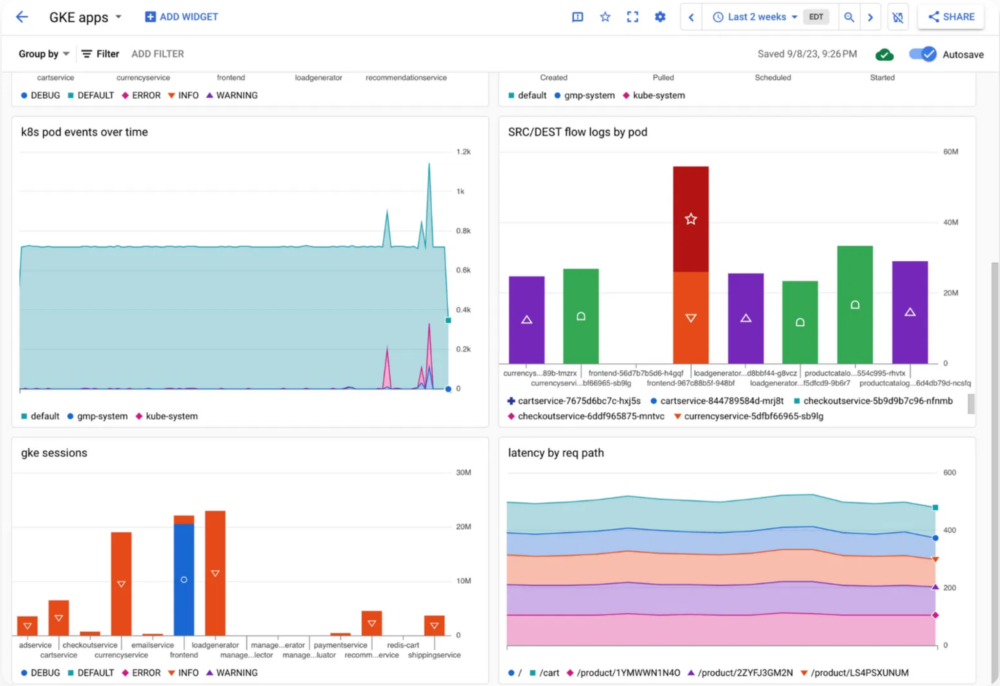 GKE apps ADD WIDGET Last 2 weeks EDT SHARE
Group by Filter ADD FILTER Saved 9/8/23, 9:26 PM Autosave
cartservice currencyservice frontend loadgenerator recommendationservice
DEBUG DEFAULT ERROR INFO WARNING
Created Pulled Scheduled Started
default gmp-system kube-system
k8s pod events over time
1.2k
1k
0.8k
0.6k
0.4k
0.2k
0
default gmp-system kube-system
SRC/DEST flow logs by pod
60M
40M
20M
0
currencys...89b-tmzrx frontend-56d7b7b5d6-h4gqf loadgenerator...d8bbf44-g8vcz productcatalo...554c995-rhvtx
currencyservi...bf66965-sb9lg frontend-967c88b5f-948bf loadgenerator...f5dfcd9-9b6r7 productcatalog...6d4db79d-ncsfq
cartservice-7675d6bc7c-hxj5s cartservice-844789584d-mrj8t checkoutservice-5b9d9b7c96-nfnmb
checkoutservice-6ddf965875-mntvc currencyservice-5dfbf66965-sb9lg
gke sessions
30M
20M
10M
0
adservice checkoutservice emailservice loadgenerator manage...erator paymentservice redis-cart
cartservice currencyservice frontend manage...lector manage...luator recomm...ervice shippingservice
DEBUG DEFAULT ERROR INFO WARNING
latency by req path
600
400
200
0
/ /cart /product/1YMWWN1N4O /product/2ZYFJ3GM2N /product/LS4PSXUNUM